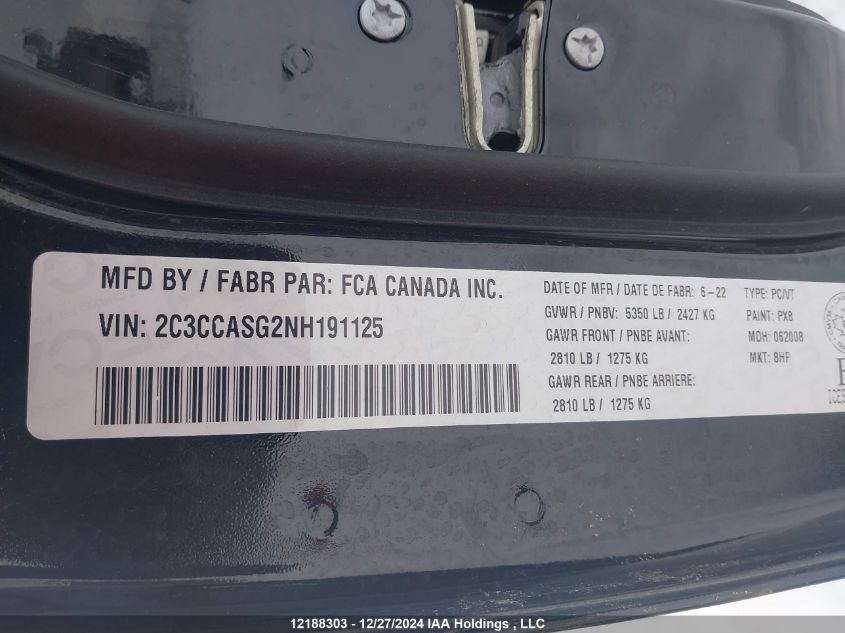 MFD BY / FABR PAR: FCA CANADA INC.
VIN: 2C3CCASG2NH191125
DATE OF MFR / DATE DE FABR: 6-22
GVWR / PNBV: 5350 LB / 2427 KG
GAWR FRONT / PNBE AVANT:
2810 LB / 1275 KG
GAWR REAR / PNBE ARRIERE:
2810 LB / 1275 KG
TYPE: PC/VT
PAINT: PX8
MDH: 062008
MKT: 8HF
12188303 - 12/27/2024 IAA Holdings, , LLC